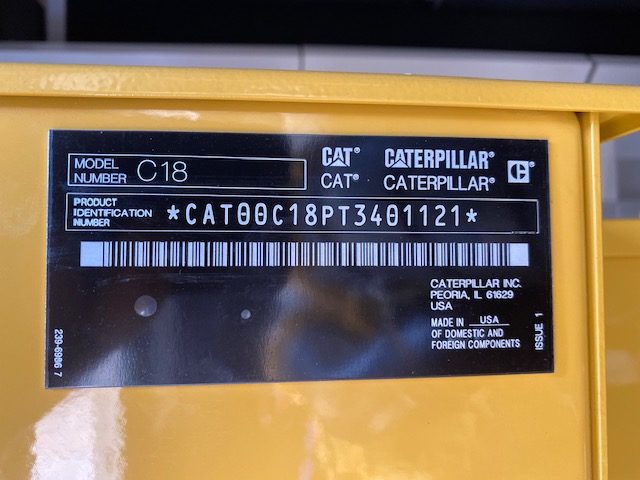 MODEL
NUMBER C18
CAT® CATERPILLAR®
CAT® CATERPILLAR®
C®
PRODUCT
IDENTIFICATION
NUMBER *CAT00C18PT3401121*
CATERPILLAR INC.
PEORIA, IL 61629
USA
MADE IN USA
OF DOMESTIC AND
FOREIGN COMPONENTS
ISSUE 1
239-6986 7